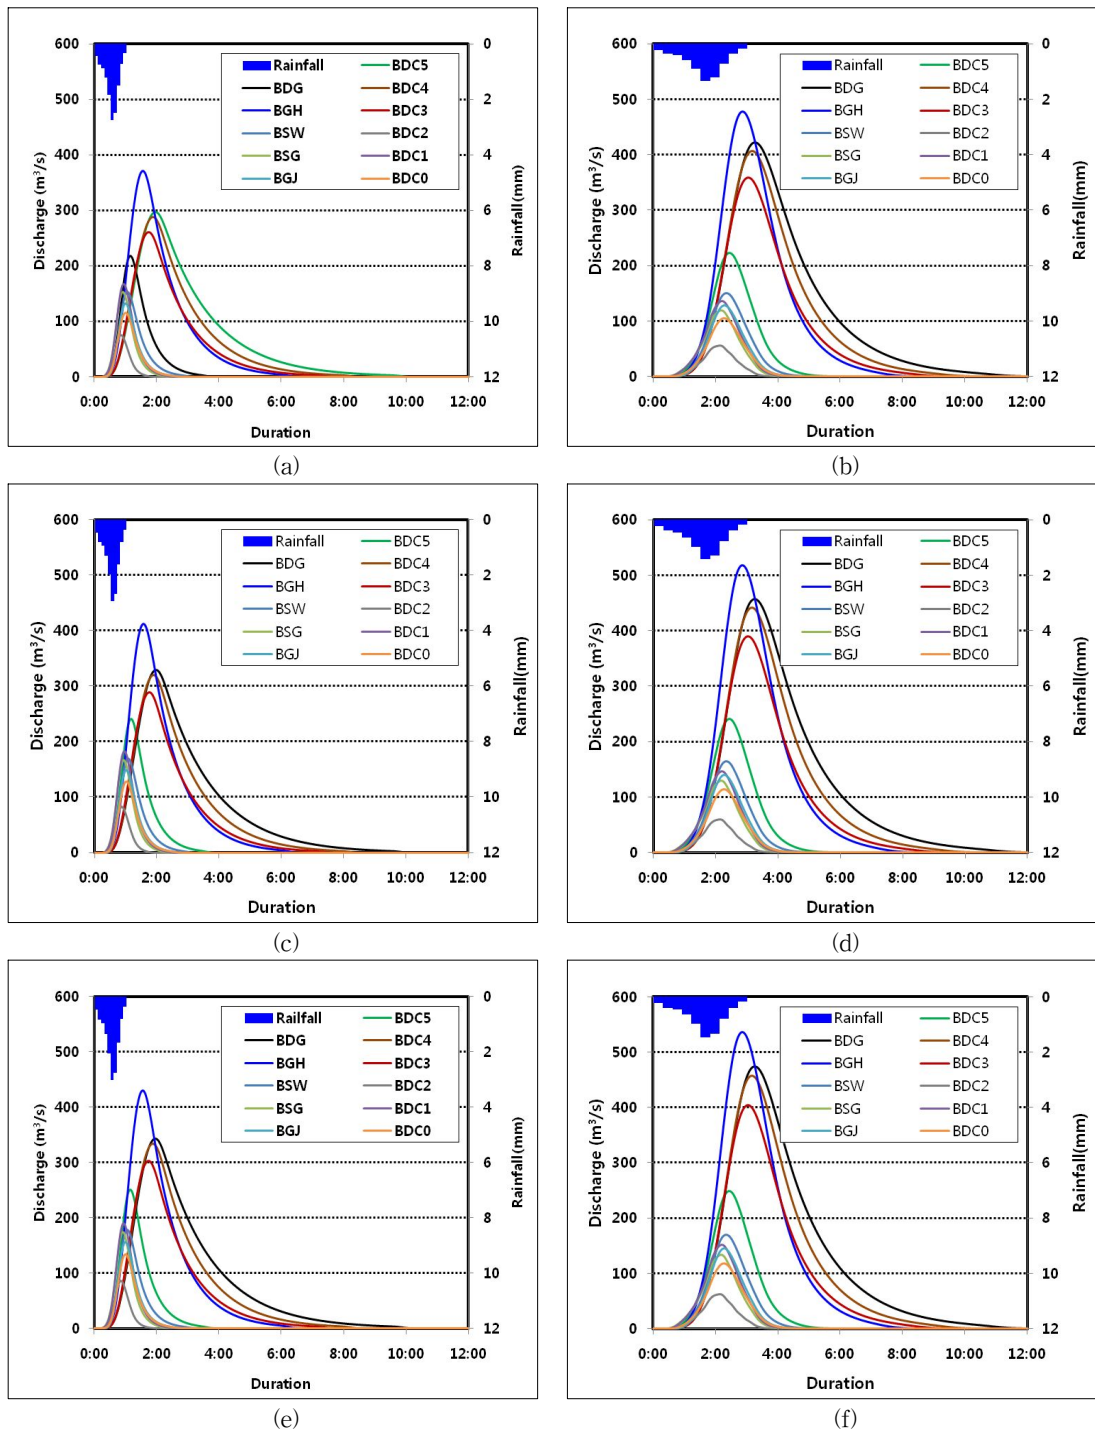 600
500
400
300
200
100
0
Discharge (m³/s)
0
2
4
6
8
10
12
Rainfall(mm)
Rainfall BDC5
BDG BDC4
BGH BDC3
BSW BDC2
BSG BDC1
BGJ BDC0
0:00 2:00 4:00 6:00 8:00 10:00 12:00
Duration
(a)
600
500
400
300
200
100
0
Discharge (m³/s)
0
2
4
6
8
10
12
Rainfall(mm)
Rainfall BDC5
BDG BDC4
BGH BDC3
BSW BDC2
BSG BDC1
BGJ BDC0
0:00 2:00 4:00 6:00 8:00 10:00 12:00
Duration
(b)
600
500
400
300
200
100
0
Discharge (m³/s)
0
2
4
6
8
10
12
Rainfall(mm)
Rainfall BDC5
BDG BDC4
BGH BDC3
BSW BDC2
BSG BDC1
BGJ BDC0
0:00 2:00 4:00 6:00 8:00 10:00 12:00
Duration
(c)
600
500
400
300
200
100
0
Discharge (m³/s)
0
2
4
6
8
10
12
Rainfall(mm)
Rainfall BDC5
BDG BDC4
BGH BDC3
BSW BDC2
BSG BDC1
BGJ BDC0
0:00 2:00 4:00 6:00 8:00 10:00 12:00
Duration
(d)
600
500
400
300
200
100
0
Discharge (m³/s)
0
2
4
6
8
10
12
Rainfall(mm)
Railfall BDC5
BDG BDC4
BGH BDC3
BSW BDC2
BSG BDC1
BGJ BDC0
0:00 2:00 4:00 6:00 8:00 10:00 12:00
Duration
(e)
600
500
400
300
200
100
0
Discharge (m³/s)
0
2
4
6
8
10
12
Rainfall(mm)
Rainfall BDC5
BDG BDC4
BGH BDC3
BSW BDC2
BSG BDC1
BGJ BDC0
0:00 2:00 4:00 6:00 8:00 10:00 12:00
Duration
(f)